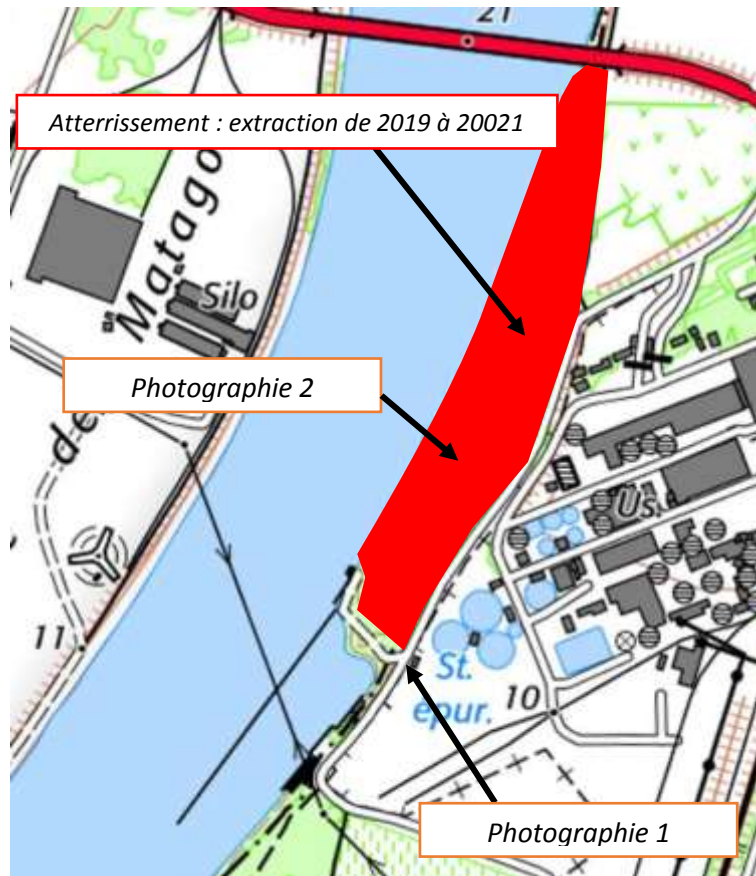 21
Atterrissement : extraction de 2019 à 20021
Matago
Silo
Photographie 2
de
Us.
11
St.
épur.
10
Photographie 1